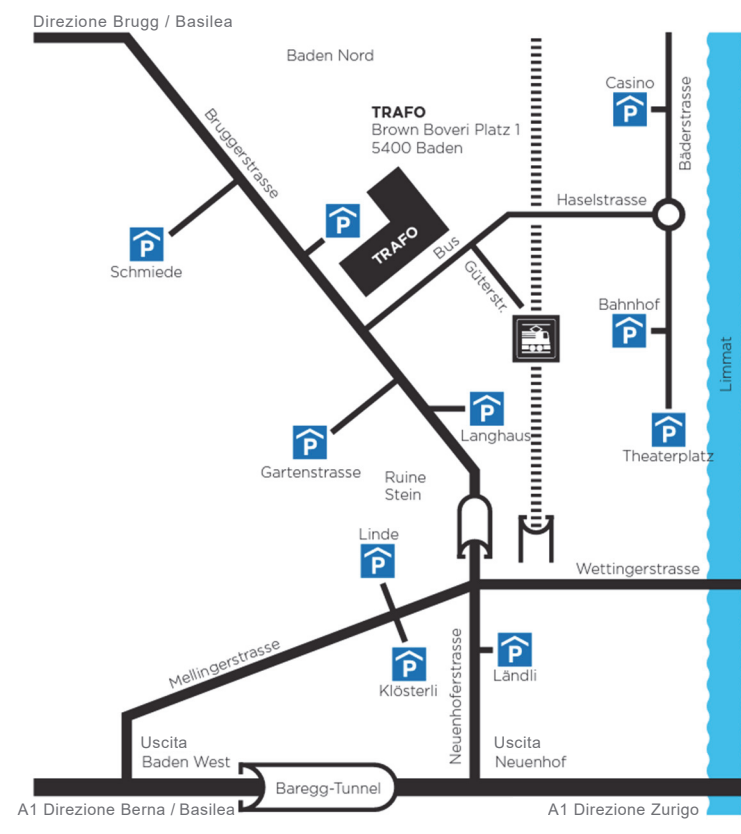 Direzione Brugg / Basilea
Baden Nord
Casino
P
Bäderstrasse
TRAFO
Brown Boveri Platz 1
5400 Baden
Bruggerstrasse
Haselstrasse
P
P
Schmiede
TRAFO
Bus
Güterstr.
Bahnhof
P
Limmat
P
Langhaus
P
Gartenstrasse
P
Theaterplatz
Ruine
Stein
Linde
P
Wettingerstrasse
Mellingerstrasse
P
Klösterli
Neuenhoferstrasse
P
Ländli
Uscita
Baden West
Uscita
Neuenhof
Baregg-Tunnel
A1 Direzione Berna / Basilea
A1 Direzione Zurigo